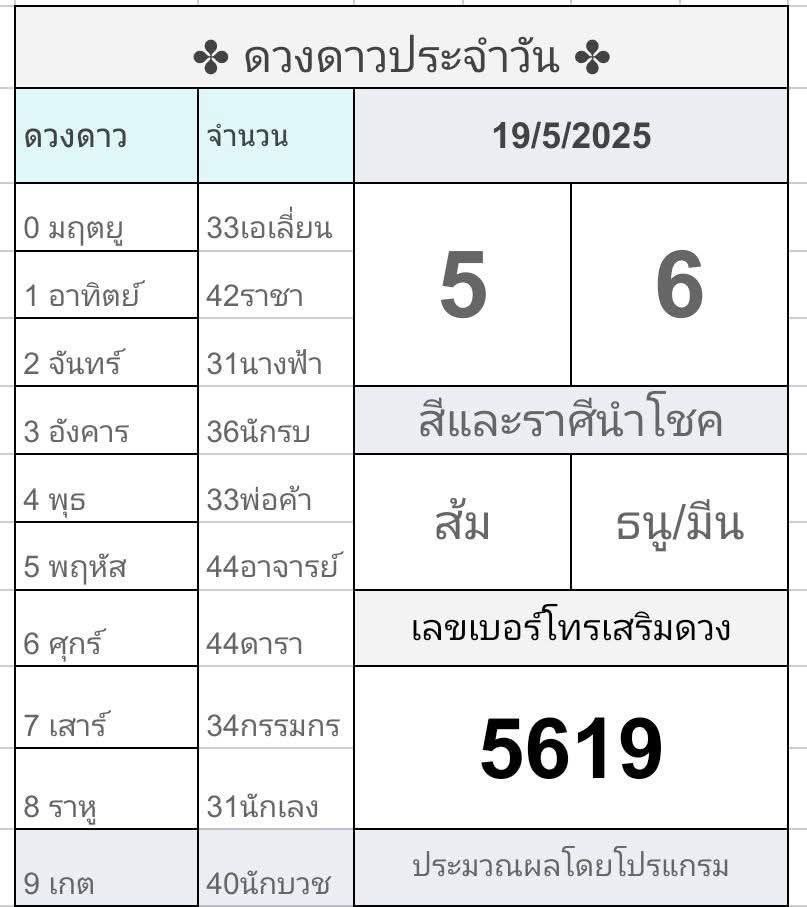 ✤ ดวงดาวประจำวัน ✤
ดวงดาว จำนวน 19/5/2025
0 มฤตยู 33เอเลี่ยน
1 อาทิตย์ 42ราชา
5 6
2 จันทร์ 31นางฟ้า
3 อังคาร 36นักรบ สีและราศีนำโชค
4 พุธ 33พ่อค้า
ส้ม ธนู/มีน
5 พฤหัส 44อาจารย์
6 ศุกร์ 44ดารา เลขเบอร์โทรเสริมดวง
7 เสาร์ 34กรรมกร 5619
8 ราหู 31นักเลง
9 เกต 40นักบวช ประมวณผลโดยโปรแกรม